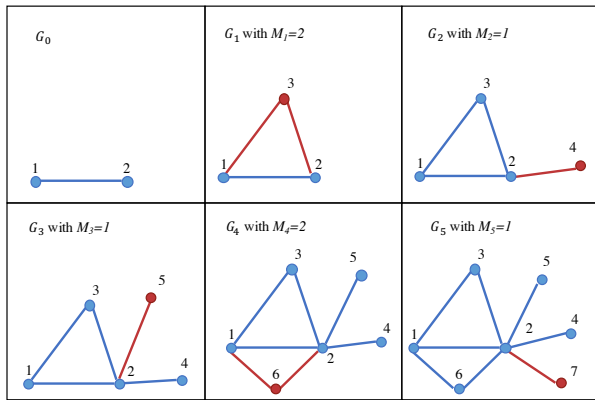 G₀
1 2
G₁ with M₁=2
3
1 2
G₂ with M₂=1
3
4
1 2
G₃ with M₃=1
5
3
1 2 4
G₄ with M₄=2
3 5
1 4
2
6
G₅ with M₅=1
3 5
1 2 4
6 7